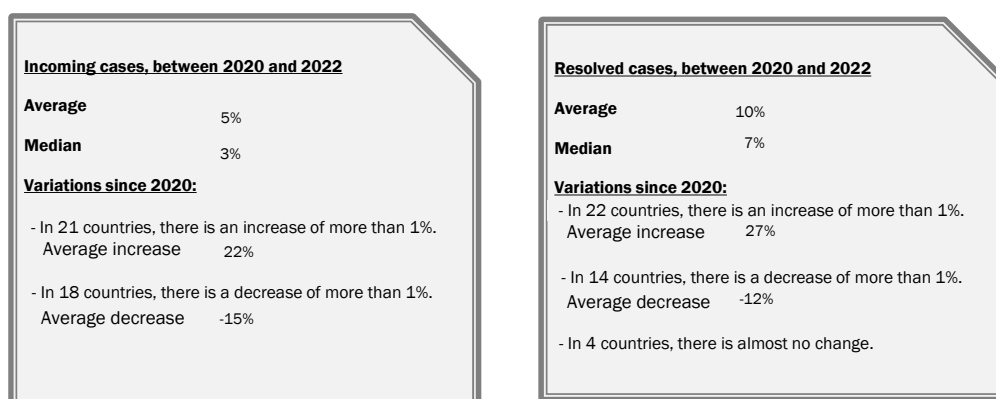 Incoming cases, between 2020 and 2022
Average 5%
Median 3%
Variations since 2020:
- In 21 countries, there is an increase of more than 1%.
Average increase 22%
- In 18 countries, there is a decrease of more than 1%.
Average decrease -15%
Resolved cases, between 2020 and 2022
Average 10%
Median 7%
Variations since 2020:
- In 22 countries, there is an increase of more than 1%.
Average increase 27%
- In 14 countries, there is a decrease of more than 1%.
Average decrease -12%
- In 4 countries, there is almost no change.